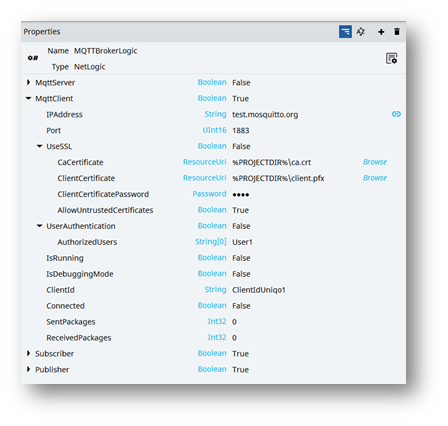 Properties
Name MQTTBrokerLogic
Type NetLogic
MqttServer Boolean False
MqttClient Boolean True
IPAddress String test.mosquitto.org
Port UInt16 1883
UseSSL Boolean False
CaCertificate ResourceUri %PROJECTDIR%\ca.crt Browse
ClientCertificate ResourceUri %PROJECTDIR%\client.pfx Browse
ClientCertificatePassword Password ●●●●
AllowUntrustedCertificates Boolean True
UserAuthentication Boolean False
AuthorizedUsers String[0] User1
IsRunning Boolean False
IsDebuggingMode Boolean False
ClientId String ClientIdUniqo1
Connected Boolean False
SentPackages Int32 0
ReceivedPackages Int32 0
Subscriber Boolean True
Publisher Boolean True